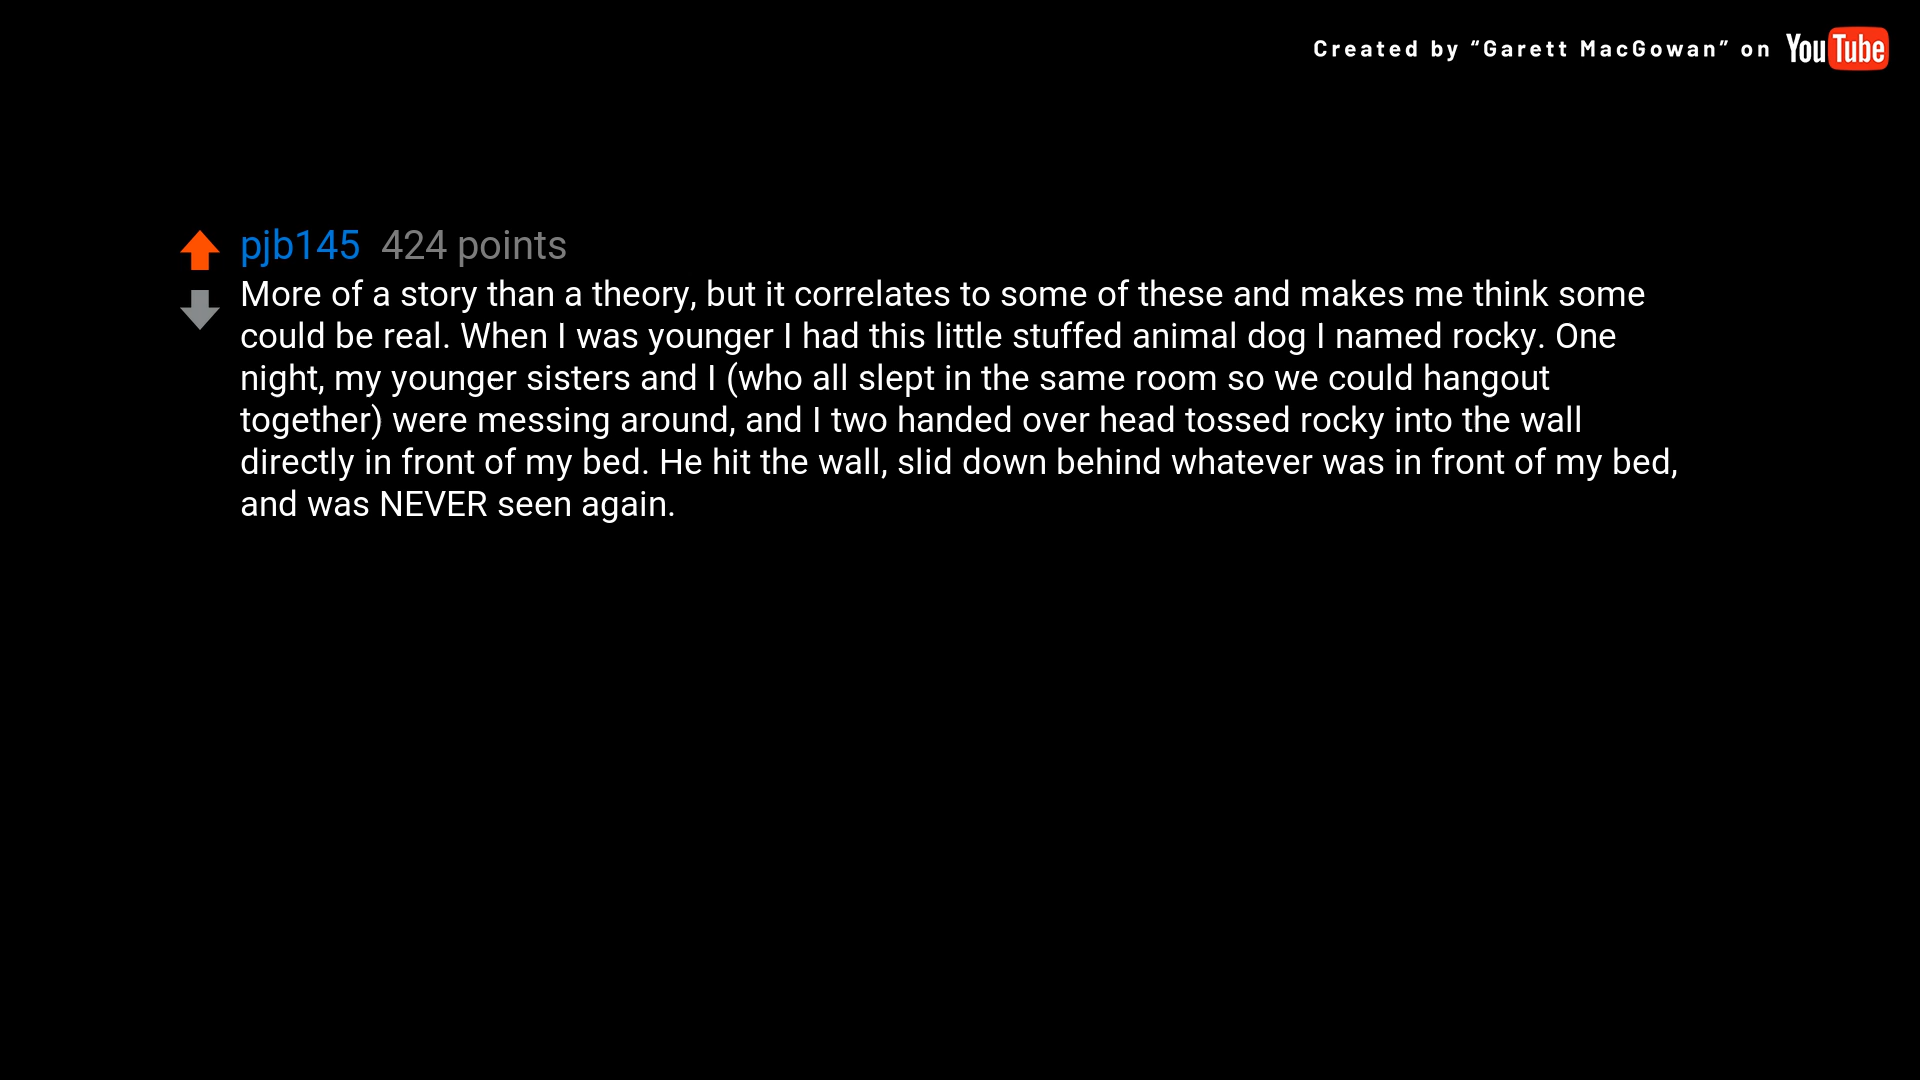 Created by “Garett MacGowan” on YouTube
pjb145 424 points
More of a story than a theory, but it correlates to some of these and makes me think some
could be real. When I was younger I had this little stuffed animal dog I named rocky. One
night, my younger sisters and I (who all slept in the same room so we could hangout
together) were messing around, and I two handed over head tossed rocky into the wall
directly in front of my bed. He hit the wall, slid down behind whatever was in front of my bed,
and was NEVER seen again.